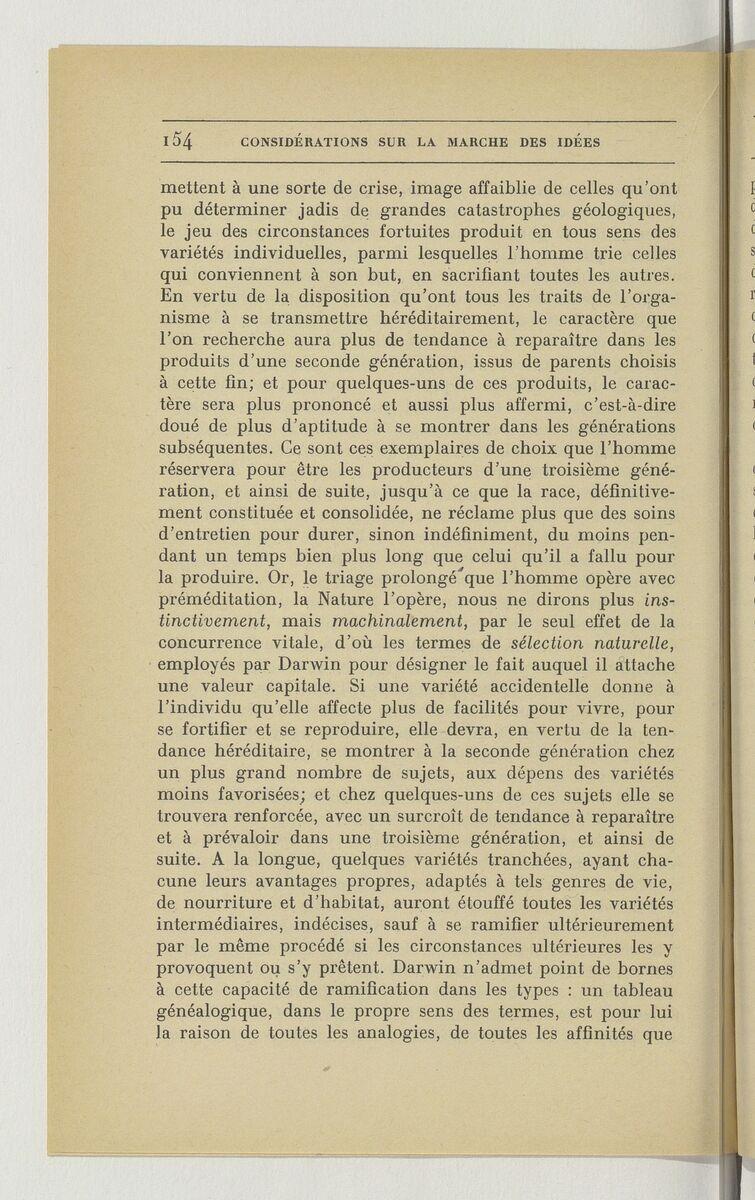 154 CONSIDÉRATIONS SUR LA MARCHE DES IDÉES
mettent à une sorte de crise, image affaiblie de celles qu'ont
pu déterminer jadis de grandes catastrophes géologiques,
le jeu des circonstances fortuites produit en tous sens des
variétés individuelles, parmi lesquelles l'homme trie celles
qui conviennent à son but, en sacrifiant toutes les autres.
En vertu de la disposition qu'ont tous les traits de l'orga-
nisme à se transmettre héréditairement, le caractère que
l'on recherche aura plus de tendance à reparaître dans les
produits d'une seconde génération, issus de parents choisis
à cette fin; et pour quelques-uns de ces produits, le carac-
tère sera plus prononcé et aussi plus affermi, c'est-à-dire
doué de plus d'aptitude à se montrer dans les générations
subséquentes. Ce sont ces exemplaires de choix que l'homme
réservera pour être les producteurs d'une troisième géné-
ration, et ainsi de suite, jusqu'à ce que la race, définitive-
ment constituée et consolidée, ne réclame plus que des soins
d'entretien pour durer, sinon indéfiniment, du moins pen-
dant un temps bien plus long que celui qu'il a fallu pour
la produire. Or, le triage prolongé que l'homme opère avec
préméditation, la Nature l'opère, nous ne dirons plus ins-
tinctivement, mais machinalement, par le seul effet de la
concurrence vitale, d'où les termes de sélection naturelle,
employés par Darwin pour désigner le fait auquel il attache
une valeur capitale. Si une variété accidentelle donne à
l'individu qu'elle affecte plus de facilités pour vivre, pour
se fortifier et se reproduire, elle devra, en vertu de la ten-
dance héréditaire, se montrer à la seconde génération chez
un plus grand nombre de sujets, aux dépens des variétés
moins favorisées; et chez quelques-uns de ces sujets elle se
trouvera renforcée, avec un surcroît de tendance à reparaître
et à prévaloir dans une troisième génération, et ainsi de
suite. A la longue, quelques variétés tranchées, ayant cha-
cune leurs avantages propres, adaptés à tels genres de vie,
de nourriture et d'habitat, auront étouffé toutes les variétés
intermédiaires, indécises, sauf à se ramifier ultérieurement
par le même procédé si les circonstances ultérieures les y
provoquent ou s'y prêtent. Darwin n'admet point de bornes
à cette capacité de ramification dans les types : un tableau
généalogique, dans le propre sens des termes, est pour lui
la raison de toutes les analogies, de toutes les affinités que